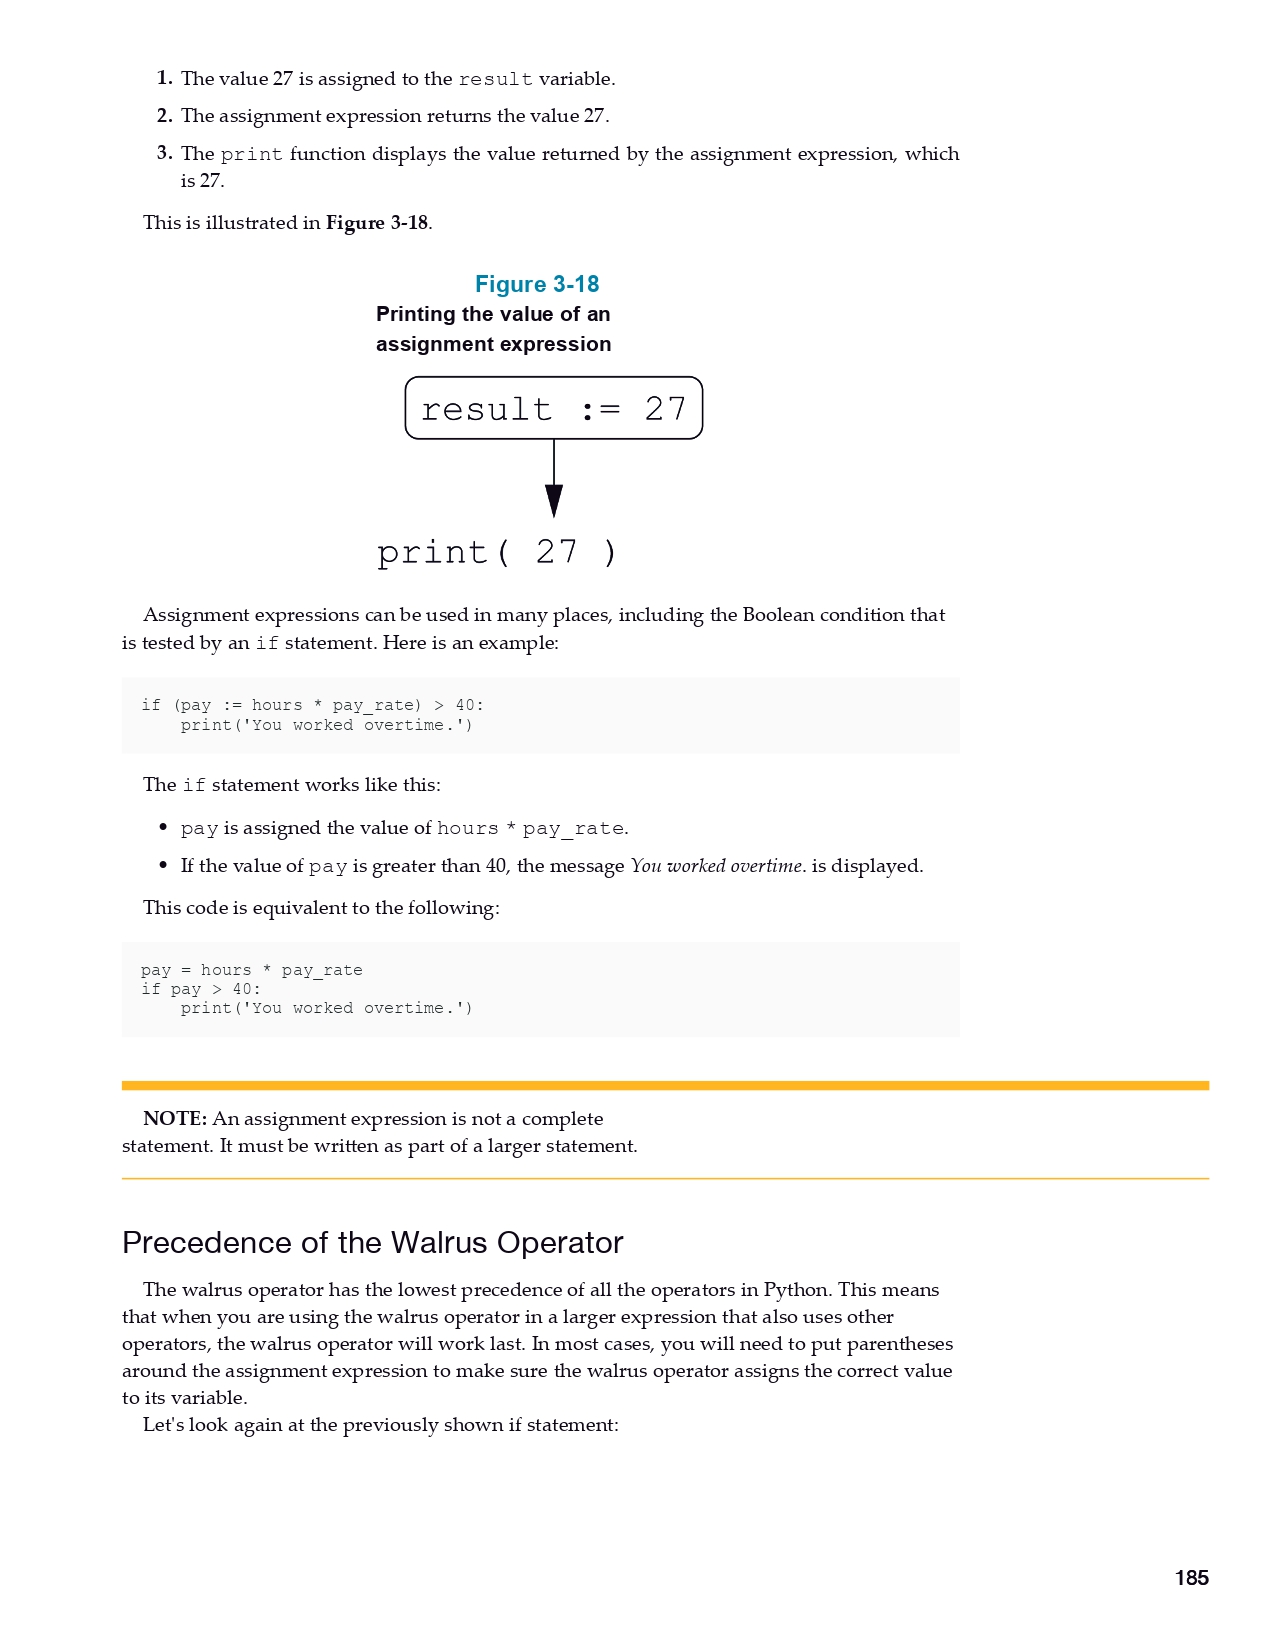 1. The value 27 is assigned to the result variable.
2. The assignment expression returns the value 27.
3. The print function displays the value returned by the assignment expression, which
is 27.
This is illustrated in Figure 3-18.
Figure 3-18
Printing the value of an
assignment expression
result := 27
print( 27 )
Assignment expressions can be used in many places, including the Boolean condition that
is tested by an if statement. Here is an example:
if (pay := hours * pay_rate) > 40:
    print('You worked overtime.')
The if statement works like this:
• pay is assigned the value of hours * pay_rate.
• If the value of pay is greater than 40, the message You worked overtime. is displayed.
This code is equivalent to the following:
pay = hours * pay_rate
if pay > 40:
    print('You worked overtime.')
NOTE: An assignment expression is not a complete
statement. It must be written as part of a larger statement.
Precedence of the Walrus Operator
The walrus operator has the lowest precedence of all the operators in Python. This means
that when you are using the walrus operator in a larger expression that also uses other
operators, the walrus operator will work last. In most cases, you will need to put parentheses
around the assignment expression to make sure the walrus operator assigns the correct value
to its variable.
Let's look again at the previously shown if statement:
185